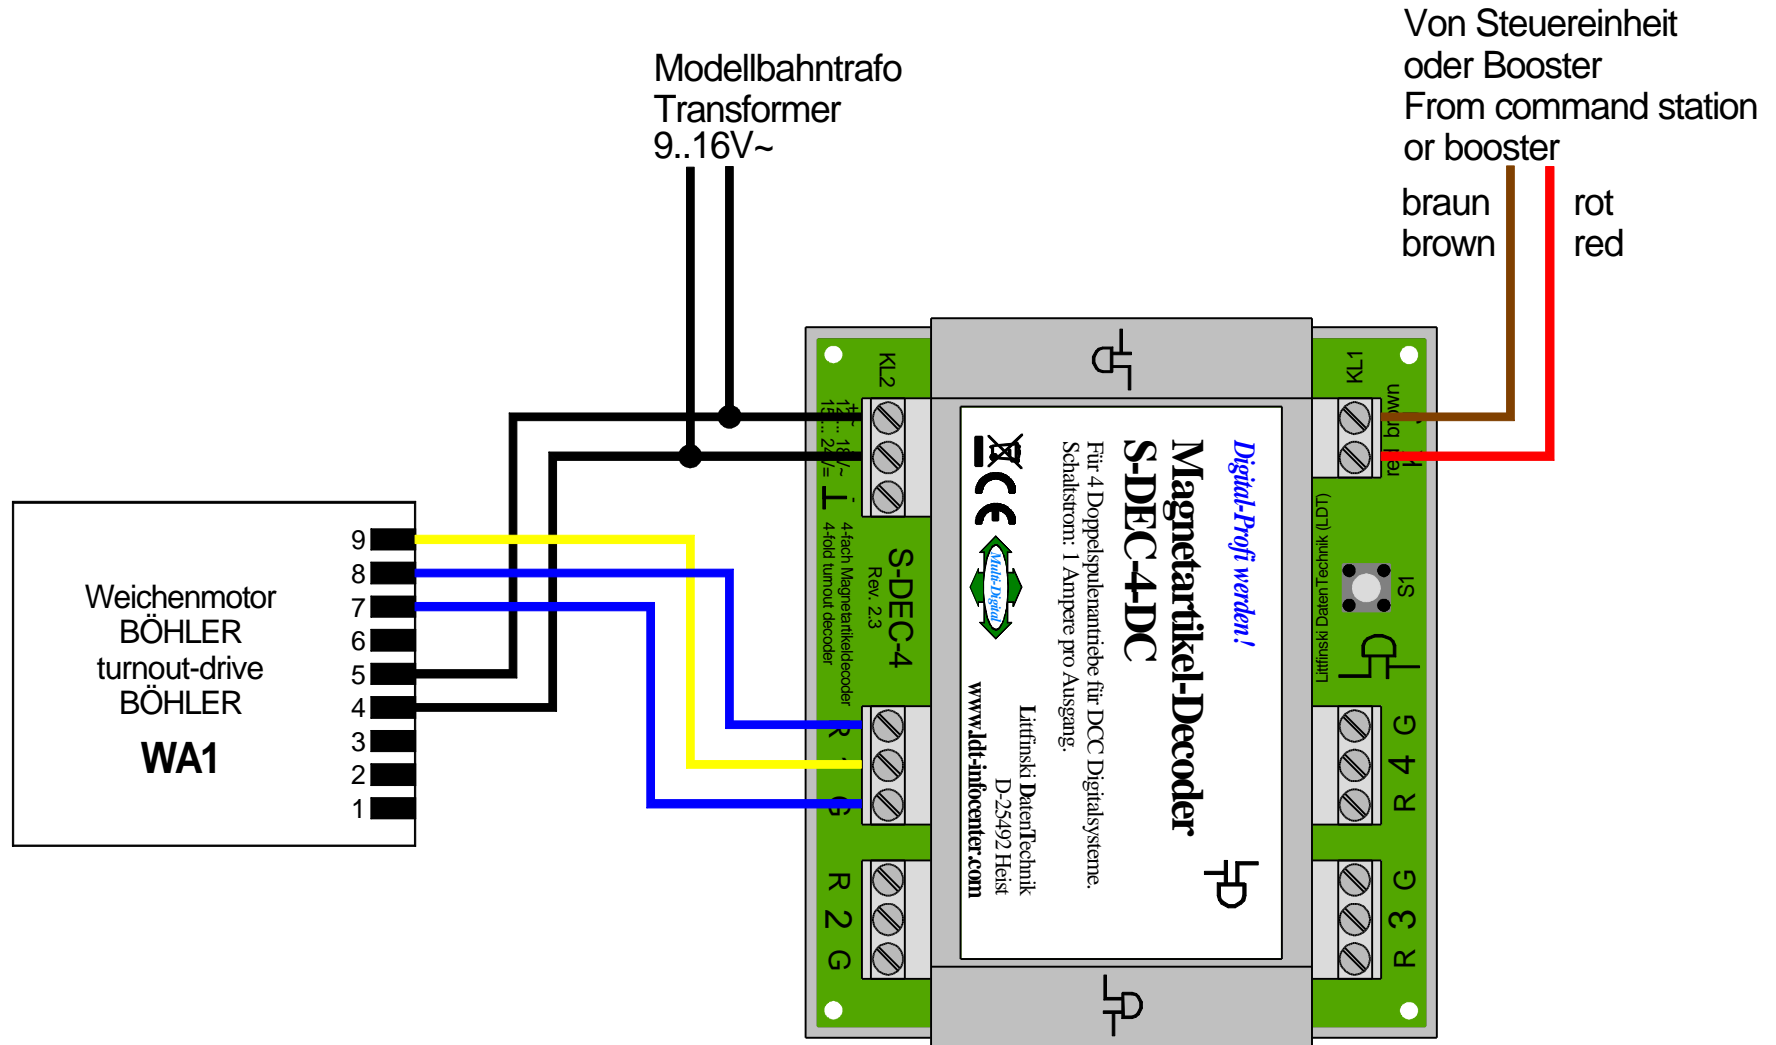 Von Steuereinheit
oder Booster
From command station
or booster
braun
brown
rot
red
Modellbahntrafo
Transformer
9..16V~
Weichenmotor
BÖHLER
turnout-drive
BÖHLER
WA1
9
8
7
6
5
4
3
2
1
KL2
S-DEC-4
Rev. 2.3
4-fach Magnetartikeldecoder
4-fold turnout decoder
R
G
R
2
G
Digital-Profi werden!
Magnetartikel-Decoder
S-DEC-4-DC
Für 4 Doppelspulenantriebe für DCC Digitalsysteme.
Schaltstrom: 1 Ampere pro Ausgang.
CE
Multi-Digital
Littfinski DatenTechnik
D-25492 Heist
www.ldt-infocenter.com
KL1
red brown
Littfinski DatenTechnik (LDT)
S1
R 4 G
R 3 G